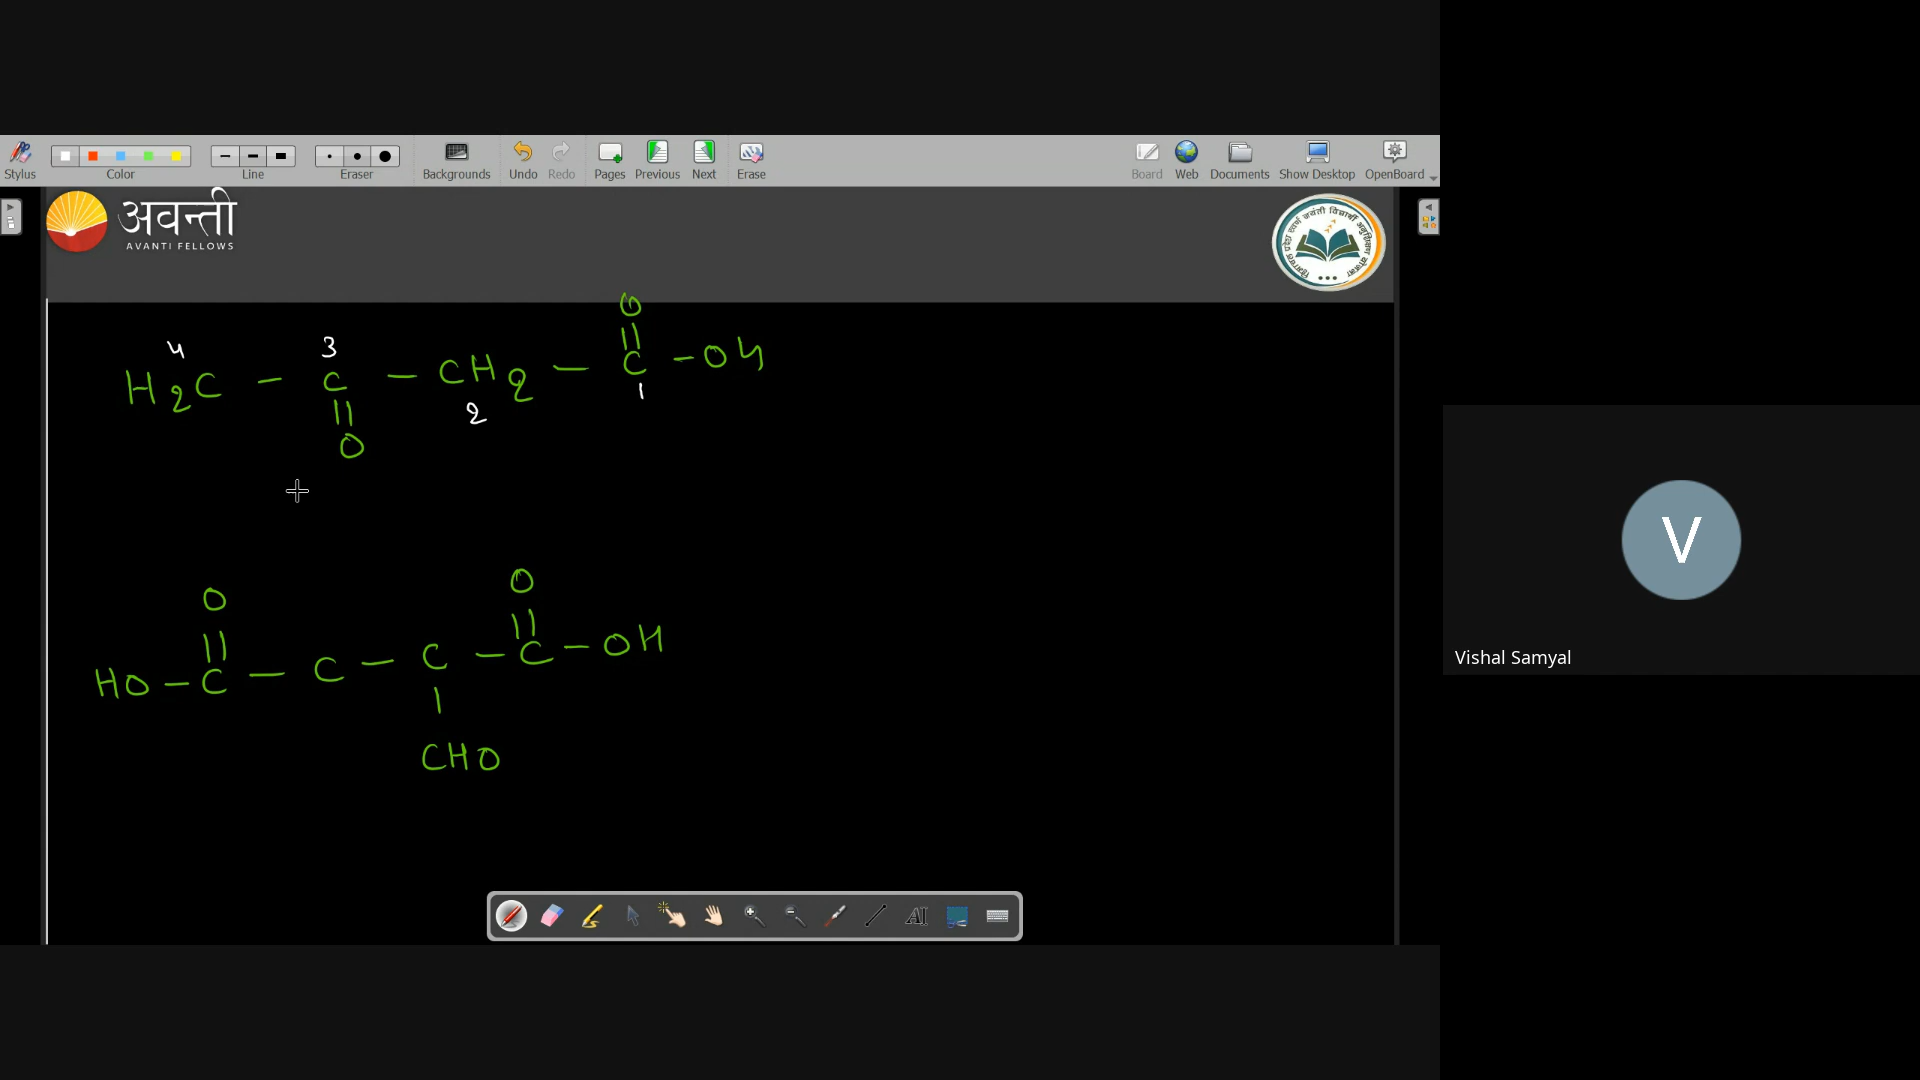 Stylus Color Line Eraser Backgrounds Undo Redo Pages Previous Next Erase Board Web Documents Show Desktop OpenBoard
अवन्ती
AVANTI FELLOWS
O
4 3
H2C - C - CH2 - C - OH
2 1
O
O O
HO - C - C - C - C - OH
CHO
V
Vishal Samyal
AI